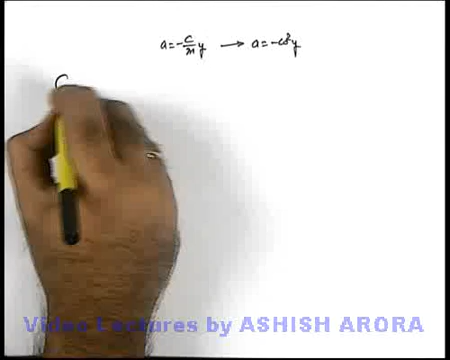 a = -c/m y → a = -ω²y
Video Lectures by ASHISH ARORA